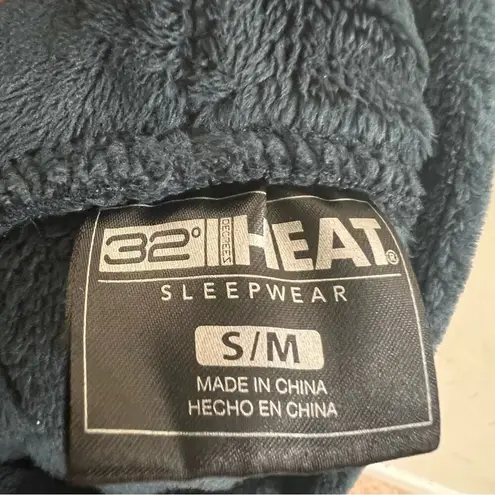 32° DEGREES HEAT®
SLEEPWEAR
S/M
MADE IN CHINA
HECHO EN CHINA